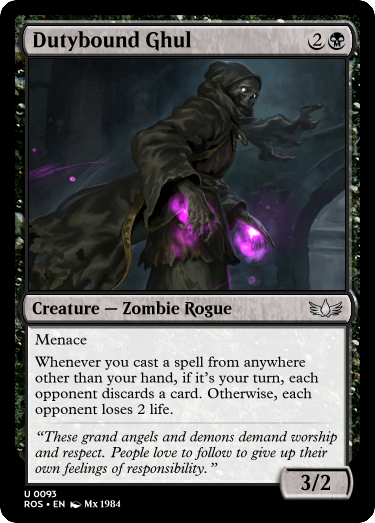 Dutybound Ghul 2
Creature — Zombie Rogue
Menace
Whenever you cast a spell from anywhere
other than your hand, if it's your turn, each
opponent discards a card. Otherwise, each
opponent loses 2 life.
“These grand angels and demons demand worship
and respect. People love to follow to give up their
own feelings of responsibility.”
3/2
U 0093
ROS • EN Mx 1984